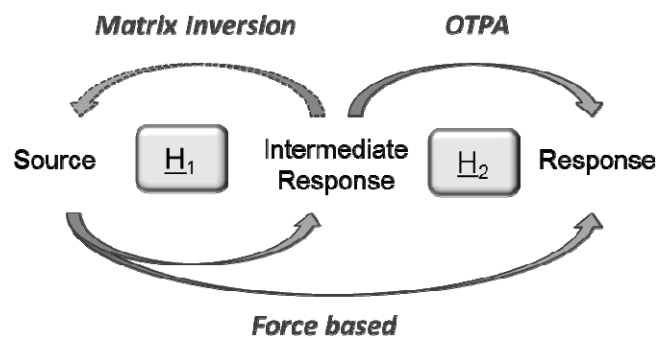 Matrix Inversion
OTPA
Source
H1
Intermediate
Response
H2
Response
Force based